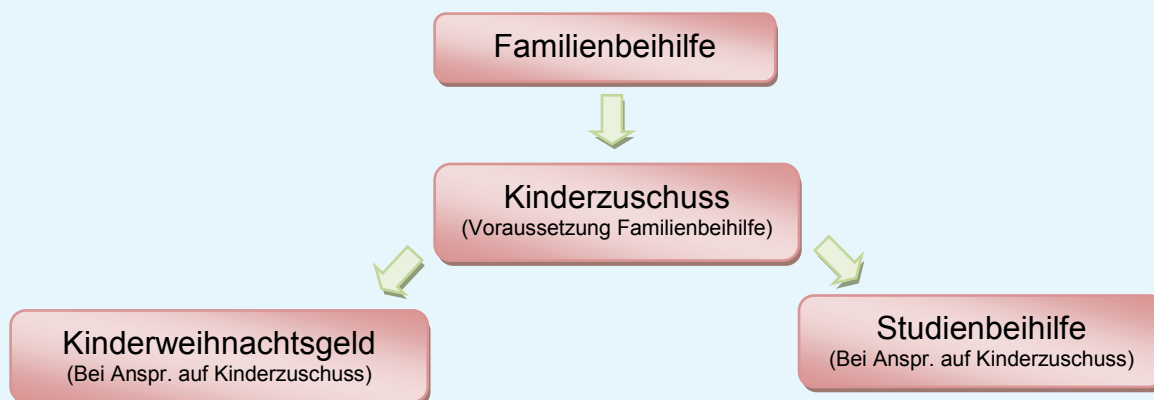 Familienbeihilfe
Kinderzuschuss
(Voraussetzung Familienbeihilfe)
Kinderweihnachtsgeld
(Bei Anspr. auf Kinderzuschuss)
Studienbeihilfe
(Bei Anspr. auf Kinderzuschuss)